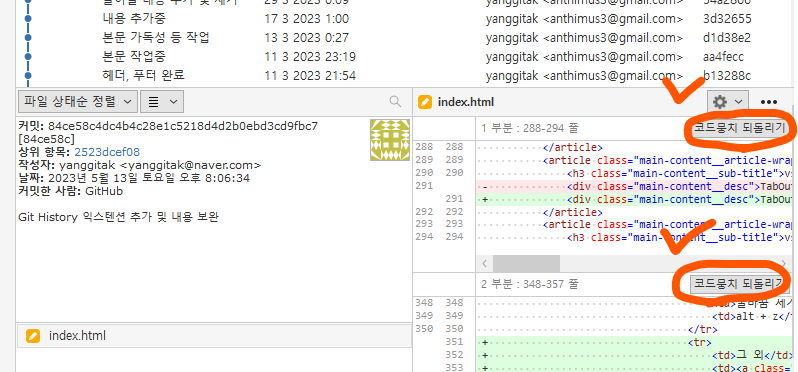 내용 추가중 17 3 2023 1:00 yanggitak <anthimus3@gmail.com> 3d32655
본문 가독성 등 작업 13 3 2023 0:27 yanggitak <anthimus3@gmail.com> d1d38e2
본문 작업중 11 3 2023 23:19 yanggitak <anthimus3@gmail.com> aa4fecc
헤더, 푸터 완료 11 3 2023 21:54 yanggitak <anthimus3@gmail.com> b13288c
파일 상태순 정렬
커밋: 84ce58c4dc4b4c28e1c5218d4d2b0ebd3cd9fbc7
[84ce58c]
상위 항목: 2523dcef08
작성자: yanggitak <yanggitak@naver.com>
날짜: 2023년 5월 13일 토요일 오후 8:06:34
커밋한 사람: GitHub
Git History 익스텐션 추가 및 내용 보완
index.html
index.html
1 부분 : 288-294 줄 코드뭉치 되돌리기
288 288 </article>
289 289 <article class="main-content__article-wrap
290 290 <h3 class="main-content__sub-title">vs
291 - <div class="main-content__desc">TabOut
291 + <div class="main-content__desc">TabOut
292 292 </article>
293 293 <article class="main-content__article-wrap
294 294 <h3 class="main-content__sub-title">vs
2 부분 : 348-357 줄 코드뭉치 되돌리기
348 348
349 349 <td>alt + z</td>
350 350 </tr>
351 + <tr>
352 + <td>그 외</td>
353 + <td><a class=